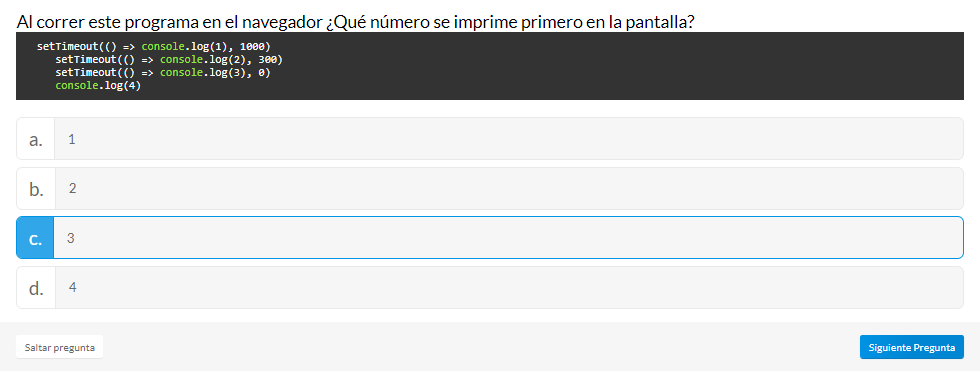 Al correr este programa en el navegador ¿Qué número se imprime primero en la pantalla?
setTimeout(() => console.log(1), 1000)
setTimeout(() => console.log(2), 300)
setTimeout(() => console.log(3), 0)
console.log(4)
a. 1
b. 2
c. 3
d. 4
Saltar pregunta Siguiente Pregunta